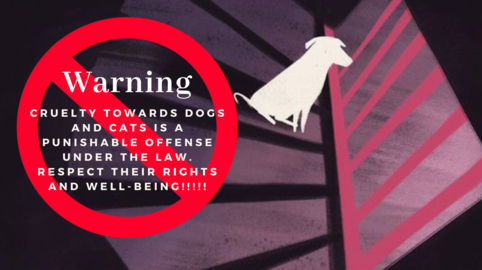 Warning
CRUELTY TOWARDS DOGS
AND CATS IS A
PUNISHABLE OFFENSE
UNDER THE LAW.
RESPECT THEIR RIGHTS
AND WELL-BEING!!!!!